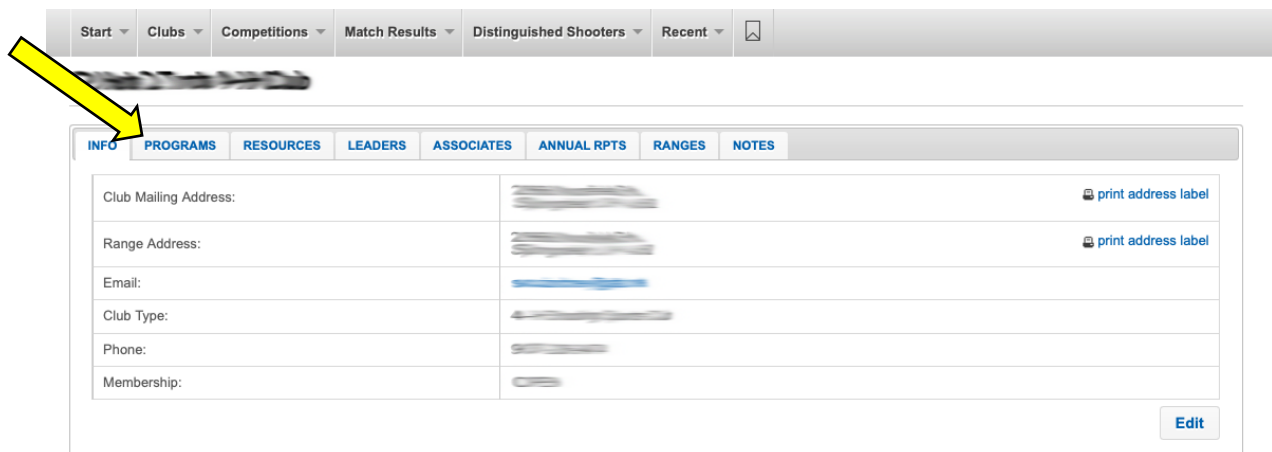 Start Clubs Competitions Match Results Distinguished Shooters Recent
INFO PROGRAMS RESOURCES LEADERS ASSOCIATES ANNUAL RPTS RANGES NOTES
Club Mailing Address: print address label
Range Address: print address label
Email:
Club Type:
Phone:
Membership:
Edit